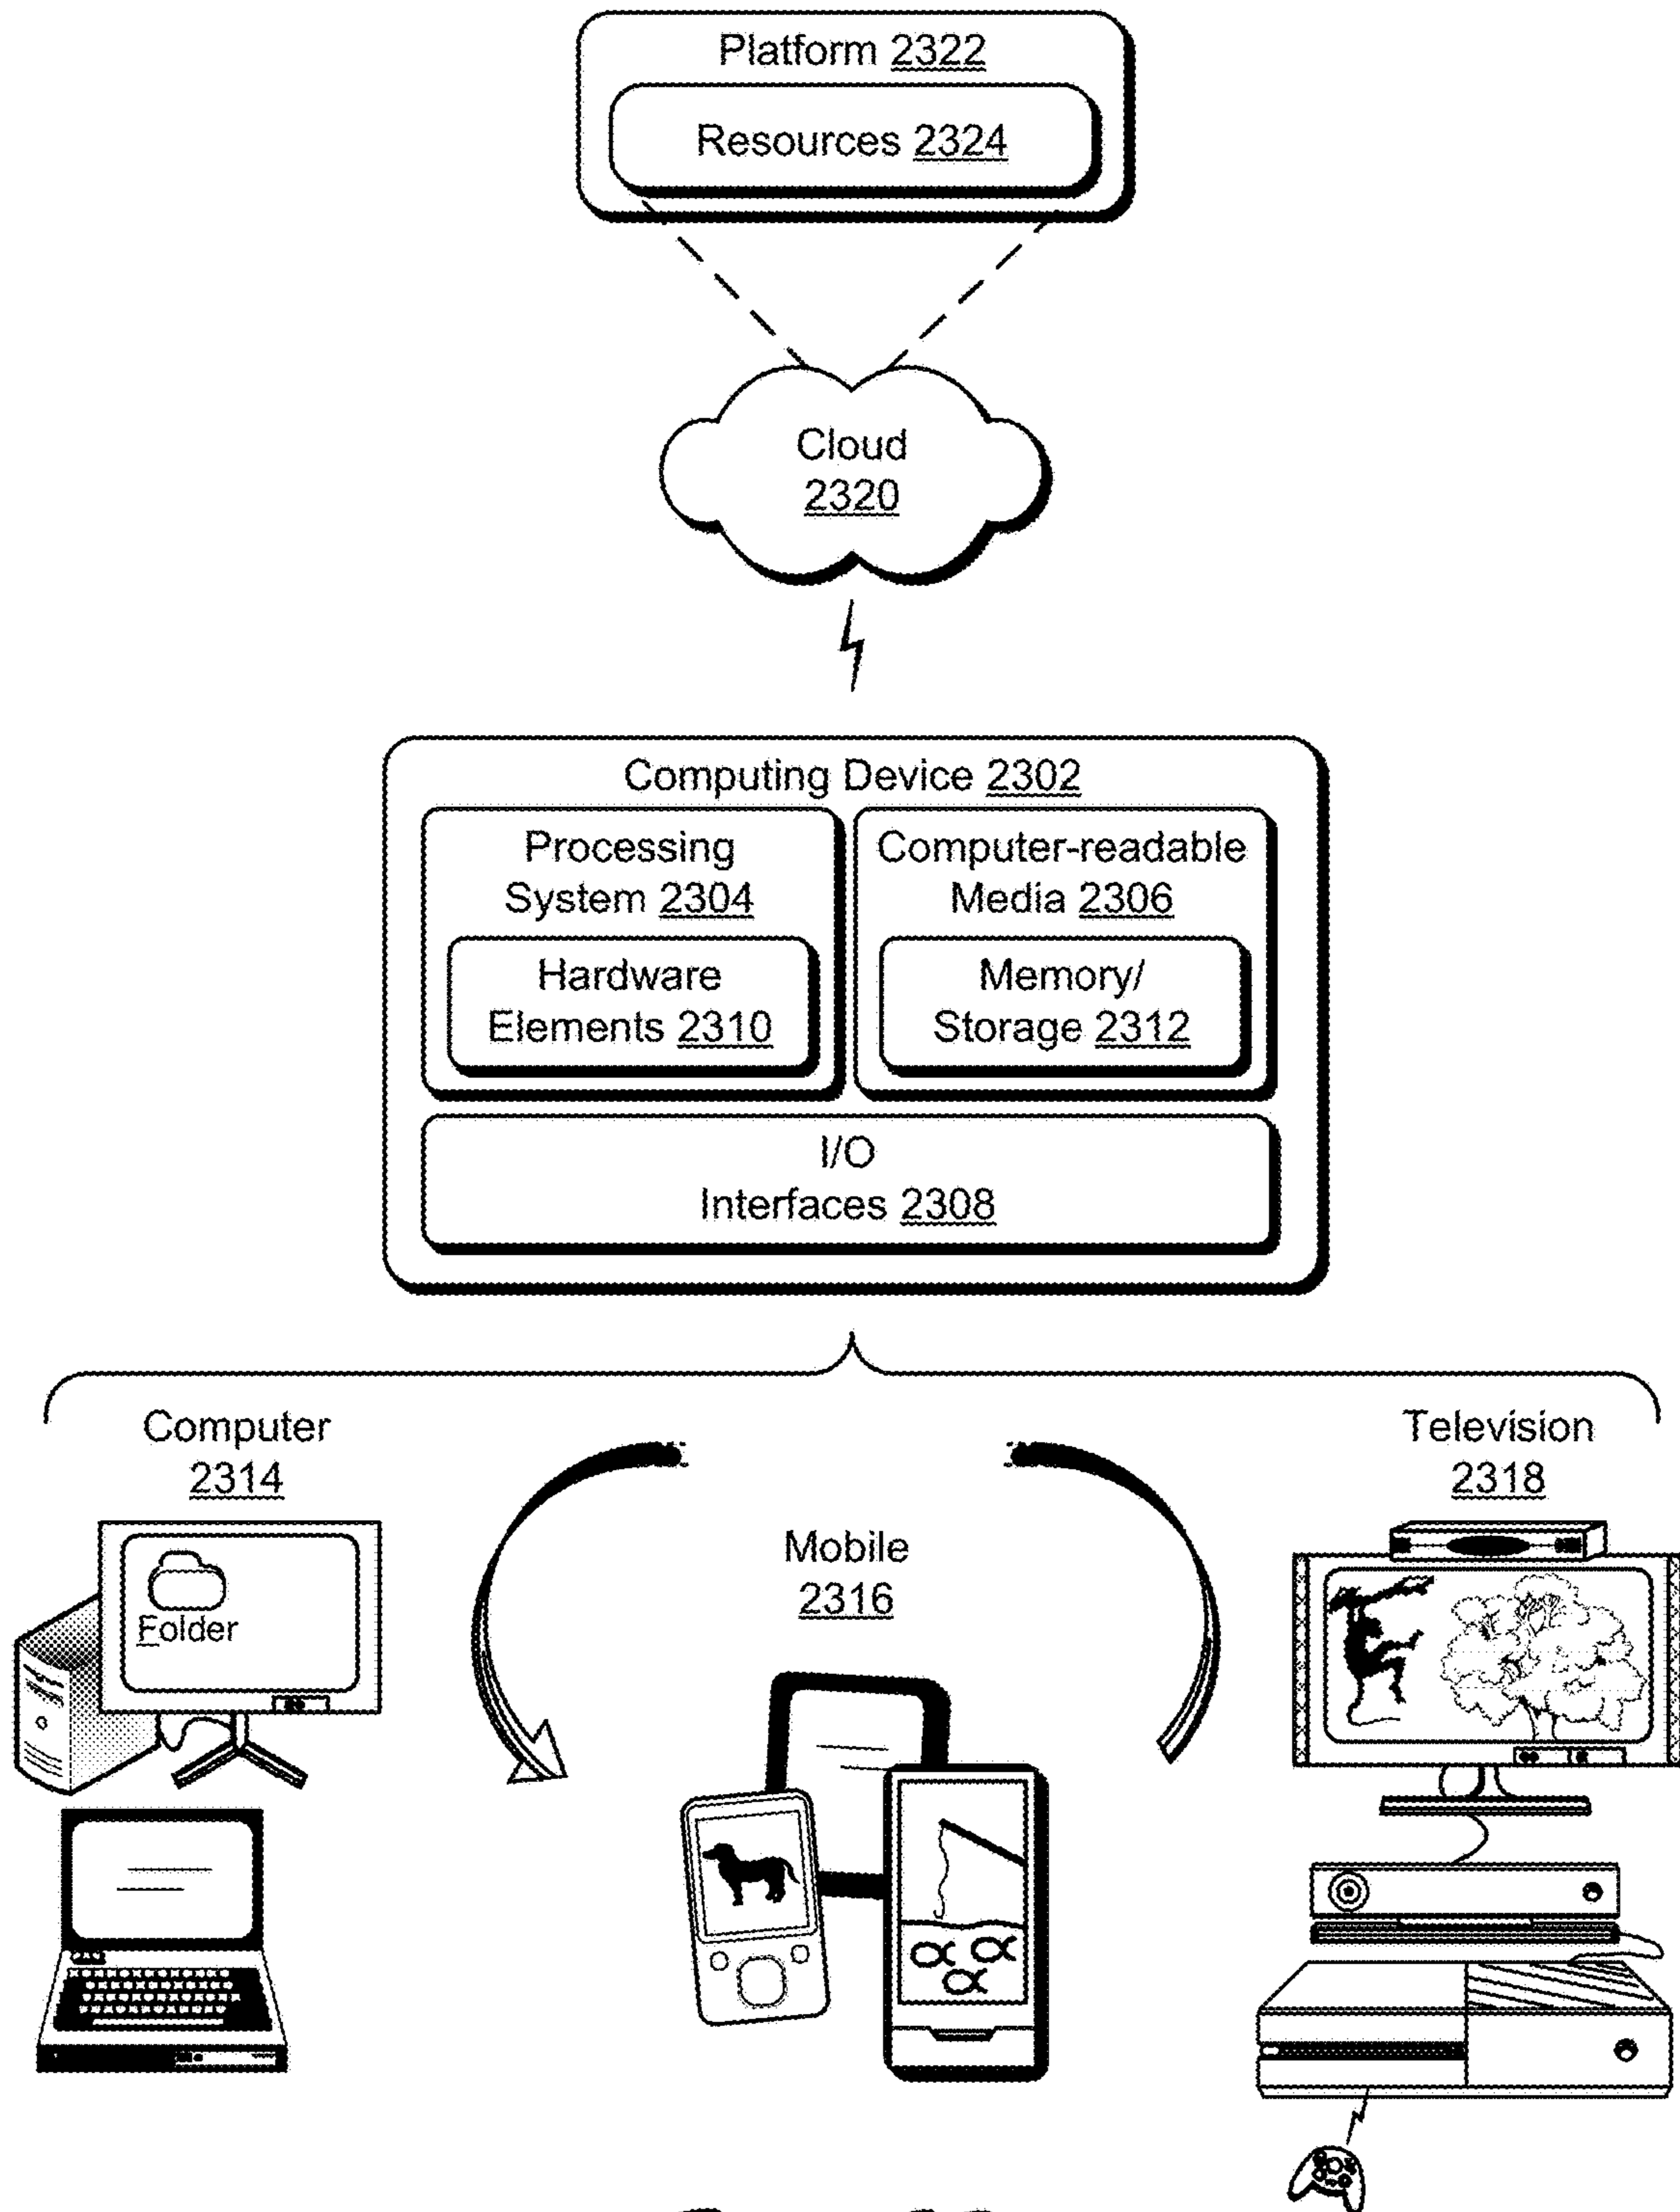 Platform 2322
Resources 2324
Cloud
2320
Computing Device 2302
Processing
System 2304
Hardware
Elements 2310
Computer-readable
Media 2306
Memory/
Storage 2312
I/O
Interfaces 2308
Computer
2314
Folder
Mobile
2316
Television
2318